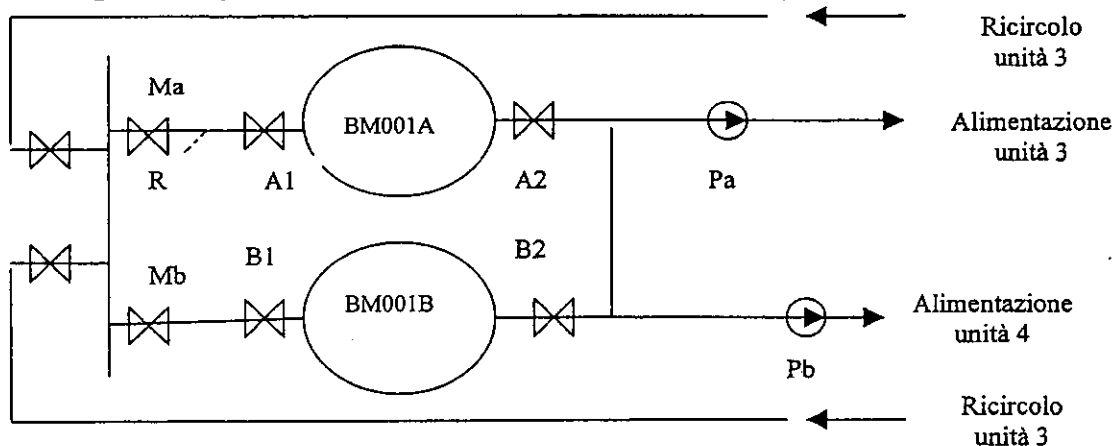 Ricircolo
unità 3
Ma
BM001A
Alimentazione
unità 3
R
A1
A2
Pa
B1
B2
Mb
BM001B
Alimentazione
unità 4
Pb
Ricircolo
unità 3